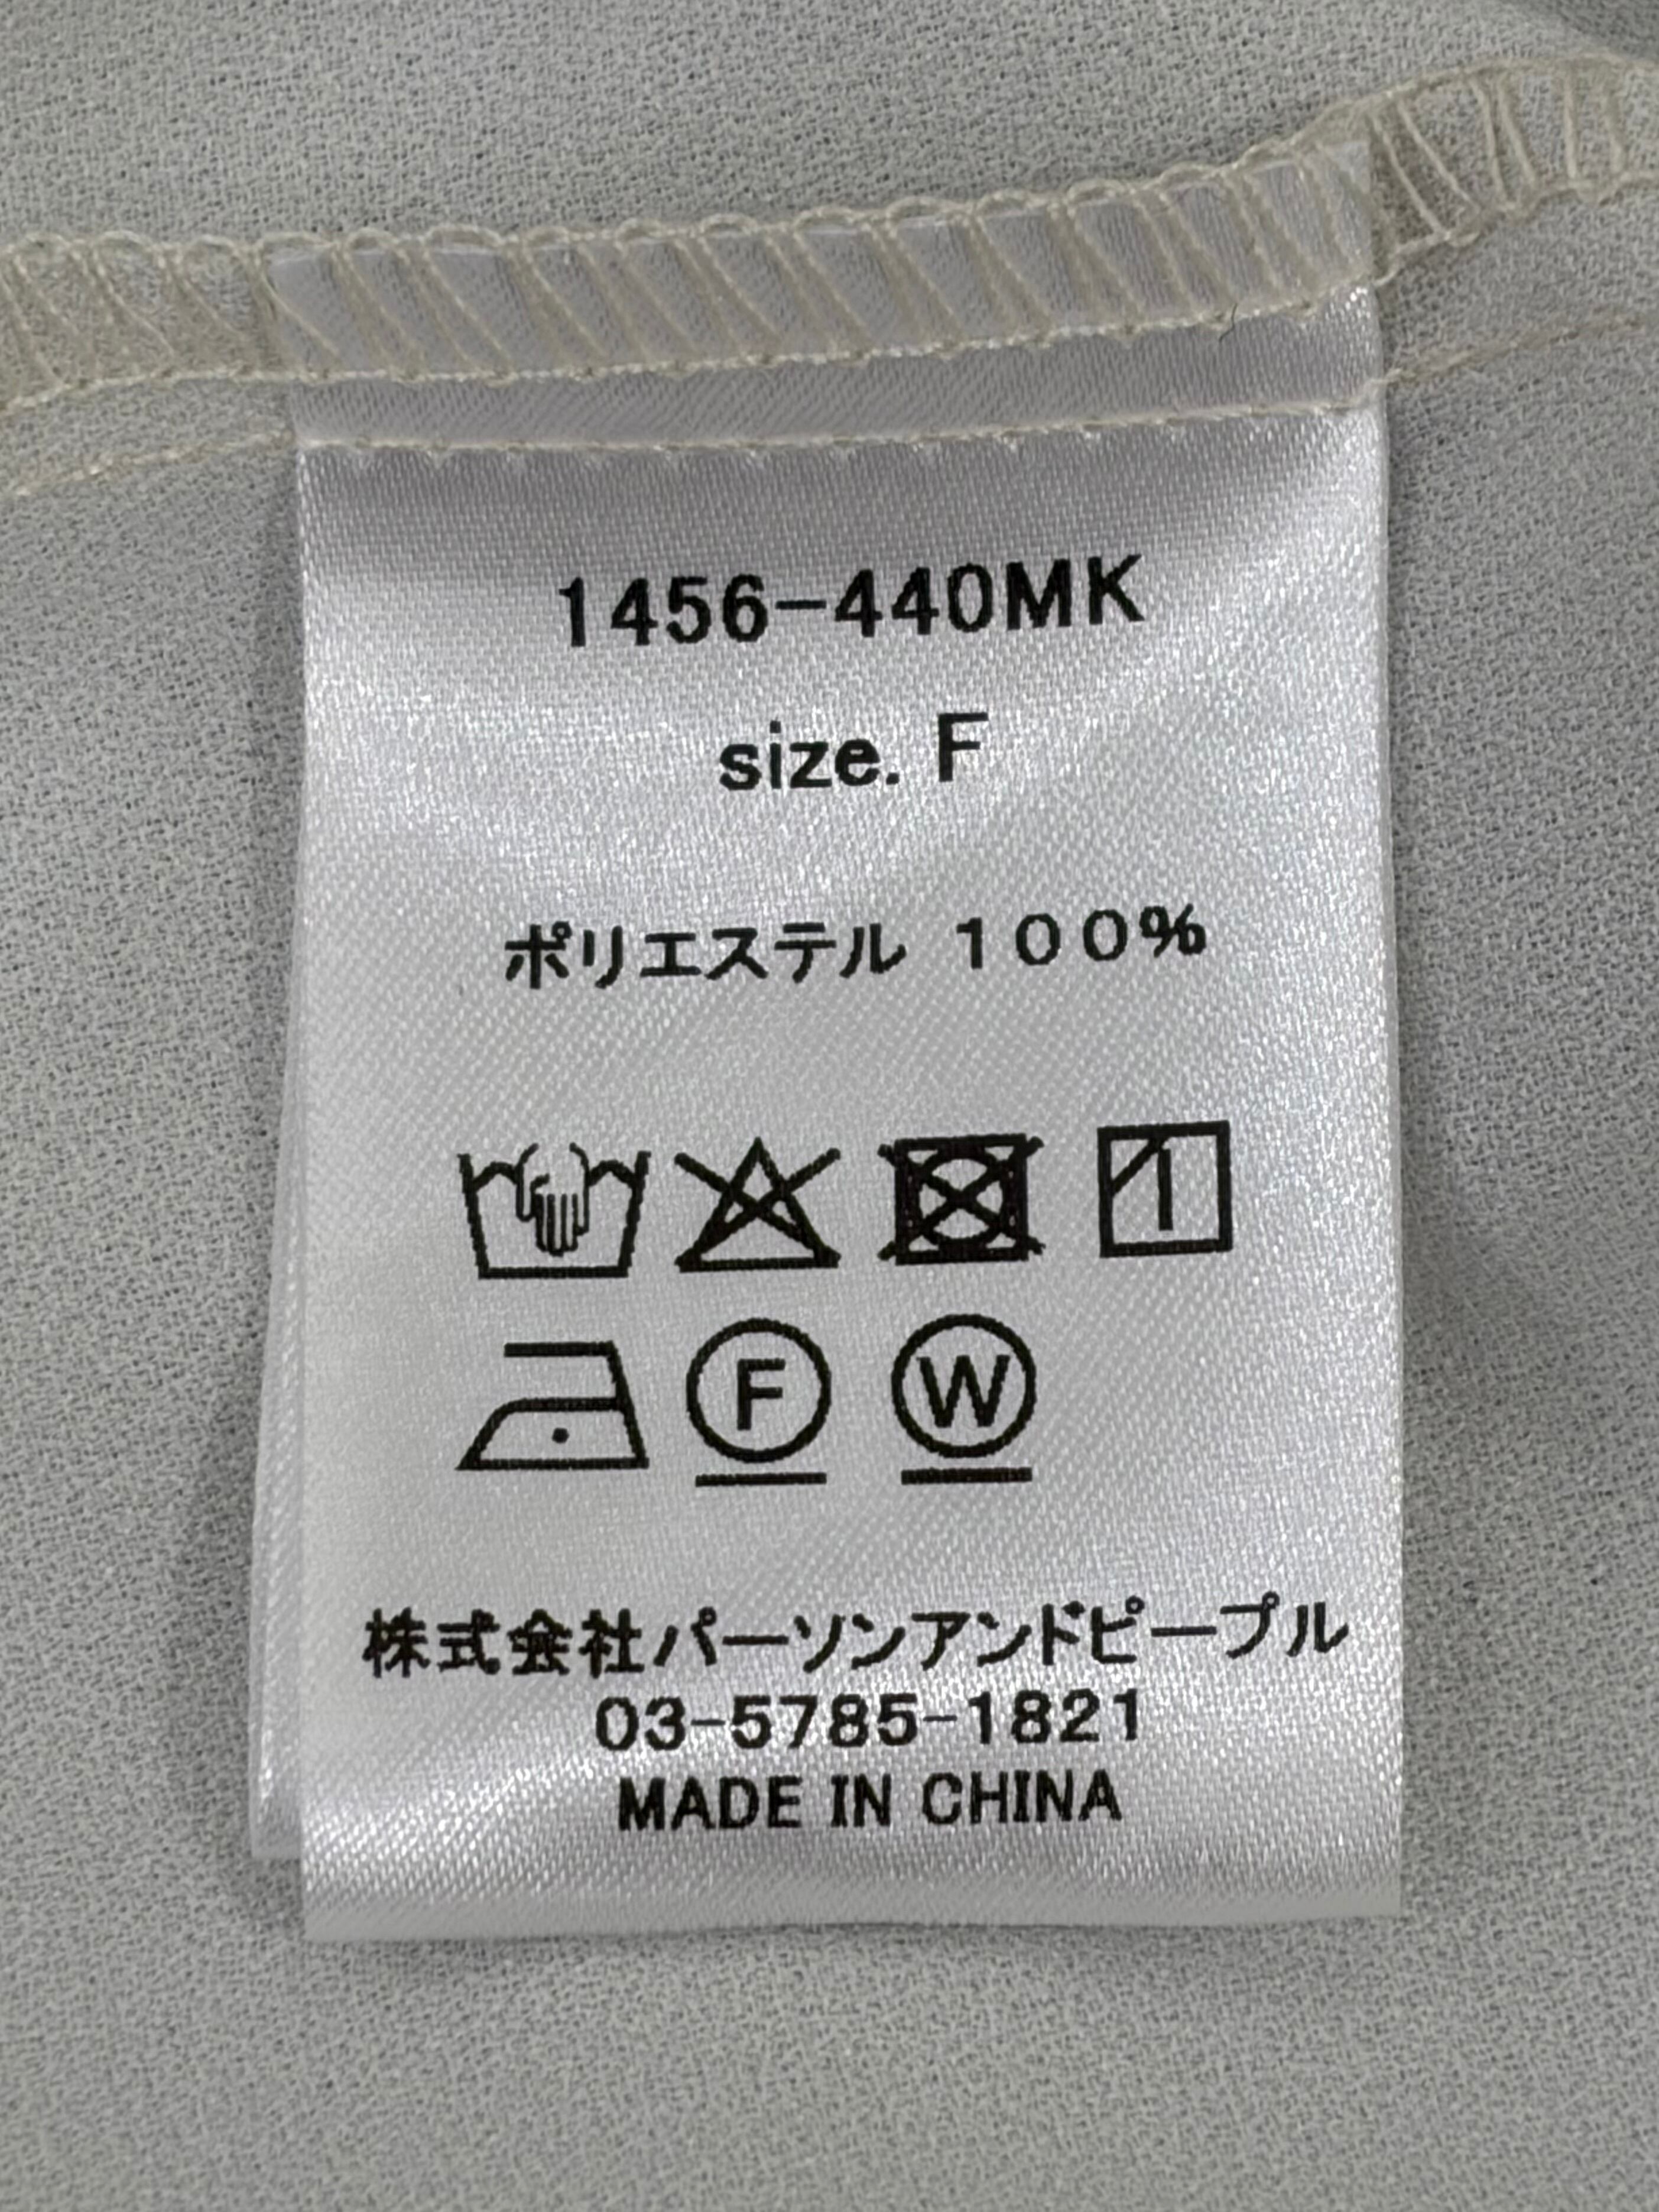 1456-440MK
size. F
ポリエステル 100%
F W
株式会社パーソンアンドピープル
03-5785-1821
MADE IN CHINA